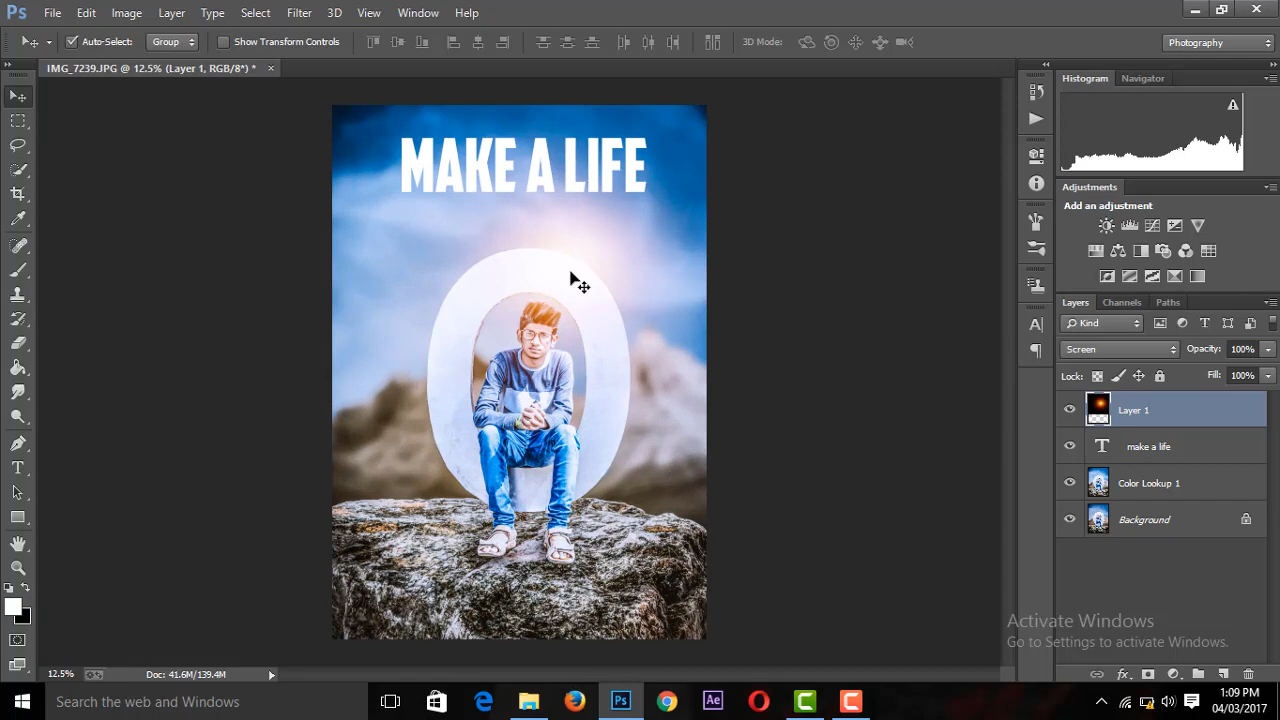 Ps File Edit Image Layer Type Select Filter 3D View Window Help
Auto-Select: Group Show Transform Controls 3D Mode: Photography
IMG_7239.JPG @ 12.5% (Layer 1, RGB/8*) * ×
Histogram Navigator
MAKE A LIFE
Adjustments
Add an adjustment
Layers Channels Paths
Kind
Screen Opacity: 100%
Lock: Fill: 100%
Layer 1
T make a life
Color Lookup 1
Background
Activate Windows
Go to Settings to activate Windows.
12.5% Doc: 41.6M/139.4M
Search the web and Windows
Ps Ae
1:09 PM
04/03/2017